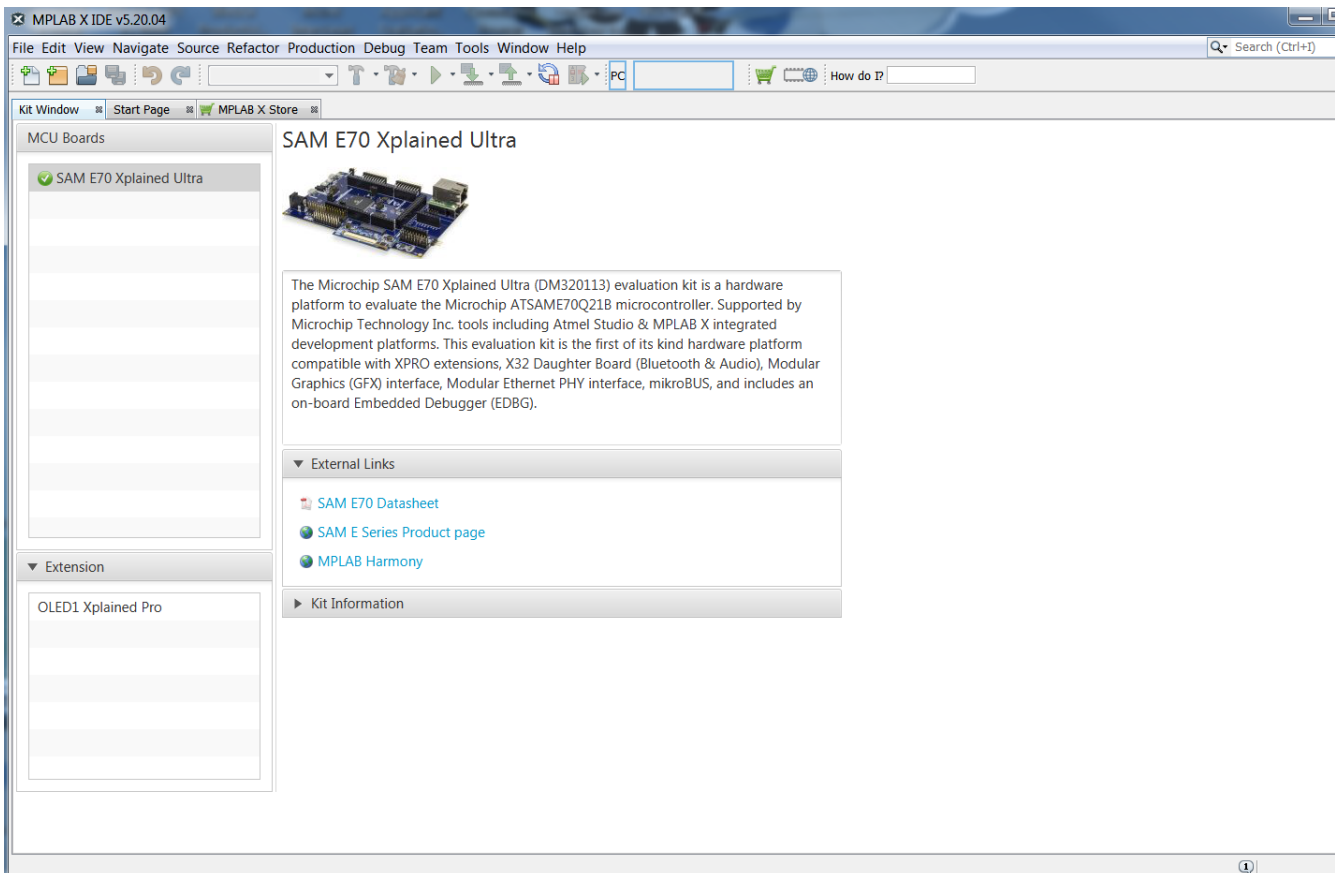 MPLAB X IDE v5.20.04
File Edit View Navigate Source Refactor Production Debug Team Tools Window Help
Search (Ctrl+I)
PC
How do I?
Kit Window
Start Page
MPLAB X Store
MCU Boards
SAM E70 Xplained Ultra
SAM E70 Xplained Ultra
The Microchip SAM E70 Xplained Ultra (DM320113) evaluation kit is a hardware
platform to evaluate the Microchip ATSAME70Q21B microcontroller. Supported by
Microchip Technology Inc. tools including Atmel Studio & MPLAB X integrated
development platforms. This evaluation kit is the first of its kind hardware platform
compatible with XPRO extensions, X32 Daughter Board (Bluetooth & Audio), Modular
Graphics (GFX) interface, Modular Ethernet PHY interface, mikroBUS, and includes an
on-board Embedded Debugger (EDBG).
External Links
SAM E70 Datasheet
SAM E Series Product page
MPLAB Harmony
Kit Information
Extension
OLED1 Xplained Pro
1